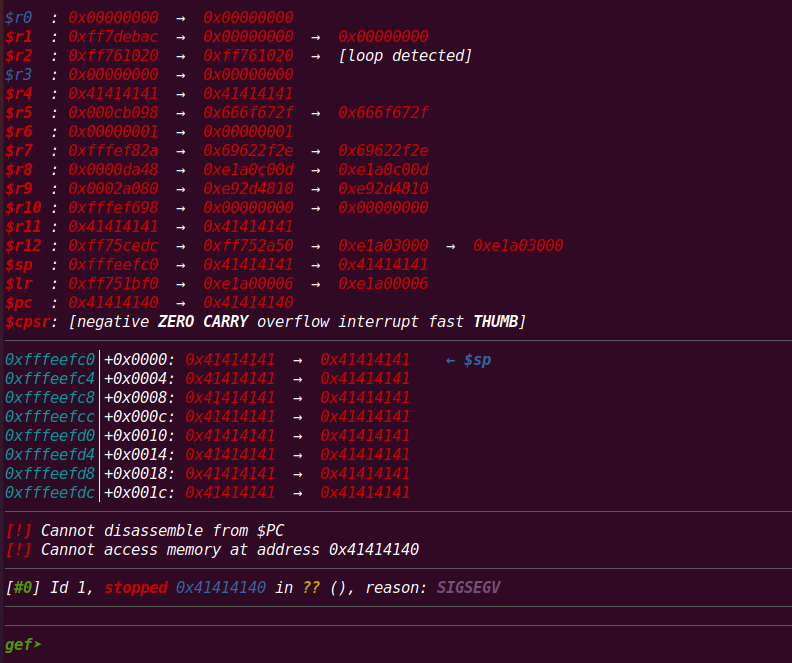 $r0  : 0x00000000  →  0x00000000
$r1  : 0xff7debac  →  0x00000000  →  0x00000000
$r2  : 0xff761020  →  0xff761020  →  [loop detected]
$r3  : 0x00000000  →  0x00000000
$r4  : 0x41414141  →  0x41414141
$r5  : 0x000cb098  →  0x666f672f  →  0x666f672f
$r6  : 0x00000001  →  0x00000001
$r7  : 0xfffef82a  →  0x69622f2e  →  0x69622f2e
$r8  : 0x0000da48  →  0xe1a0c00d  →  0xe1a0c00d
$r9  : 0x0002a080  →  0xe92d4810  →  0xe92d4810
$r10 : 0xfffef698  →  0x00000000  →  0x00000000
$r11 : 0x41414141  →  0x41414141
$r12 : 0xff75cedc  →  0xff752a50  →  0xe1a03000  →  0xe1a03000
$sp  : 0xfffeefc0  →  0x41414141  →  0x41414141
$lr  : 0xff751bf0  →  0xe1a00006  →  0xe1a00006
$pc  : 0x41414140  →  0x41414140
$cpsr: [negative ZERO CARRY overflow interrupt fast THUMB]
0xfffeefc0│+0x0000: 0x41414141  →  0x41414141    ← $sp
0xfffeefc4│+0x0004: 0x41414141  →  0x41414141
0xfffeefc8│+0x0008: 0x41414141  →  0x41414141
0xfffeefcc│+0x000c: 0x41414141  →  0x41414141
0xfffeefd0│+0x0010: 0x41414141  →  0x41414141
0xfffeefd4│+0x0014: 0x41414141  →  0x41414141
0xfffeefd8│+0x0018: 0x41414141  →  0x41414141
0xfffeefdc│+0x001c: 0x41414141  →  0x41414141
[!] Cannot disassemble from $PC
[!] Cannot access memory at address 0x41414140
[#0] Id 1, stopped 0x41414140 in ?? (), reason: SIGSEGV
gef➤